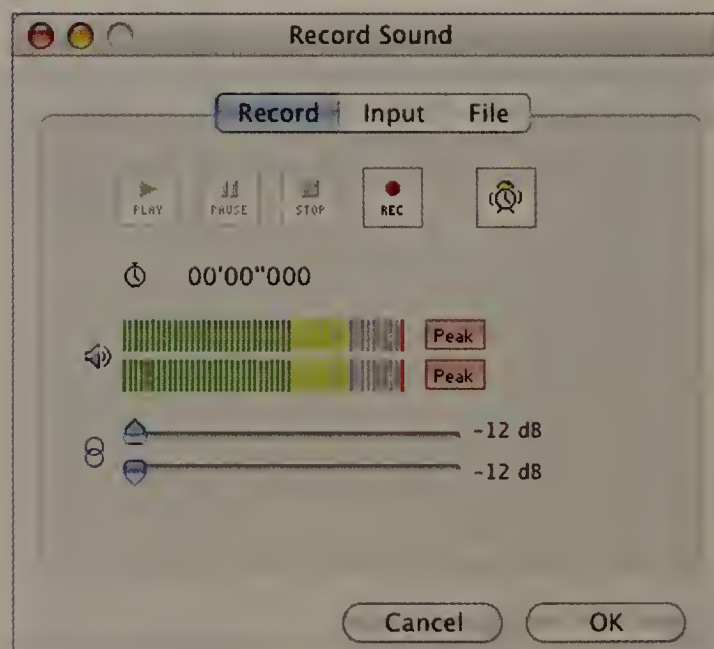 Record Sound
Record Input File
PLAY PAUSE STOP REC
00'00"000
Peak
Peak
-12 dB
-12 dB
Cancel OK